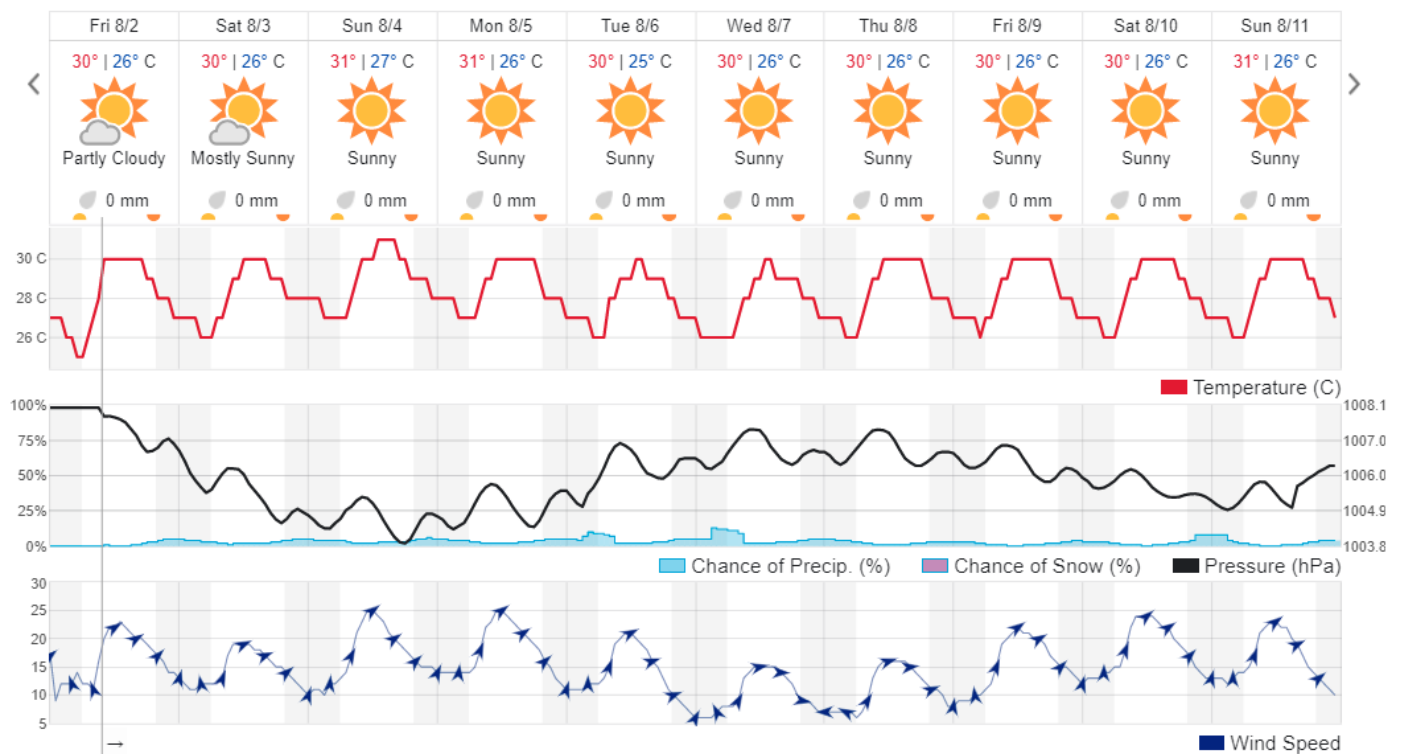 Fri 8/2 Sat 8/3 Sun 8/4 Mon 8/5 Tue 8/6 Wed 8/7 Thu 8/8 Fri 8/9 Sat 8/10 Sun 8/11
30° | 26° C 30° | 26° C 31° | 27° C 31° | 26° C 30° | 25° C 30° | 26° C 30° | 26° C 30° | 26° C 30° | 26° C 31° | 26° C
Partly Cloudy Mostly Sunny Sunny Sunny Sunny Sunny Sunny Sunny Sunny Sunny
0 mm 0 mm 0 mm 0 mm 0 mm 0 mm 0 mm 0 mm 0 mm 0 mm
30 C
28 C
26 C
Temperature (C)
100% 1008.1
75% 1007.0
50% 1006.0
25% 1004.9
0% 1003.8
Chance of Precip. (%) Chance of Snow (%) Pressure (hPa)
30
25
20
15
10
5
→
Wind Speed